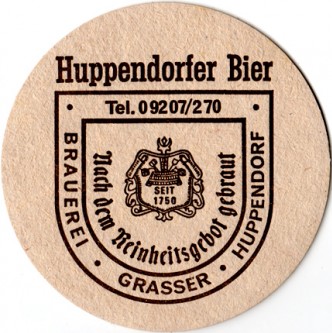 Huppendorfer Bier
Tel. 09207/270
BRAUEREI · GRASSER · HUPPENDORF
Nach dem Reinheitsgebot gebraut
SEIT
1750